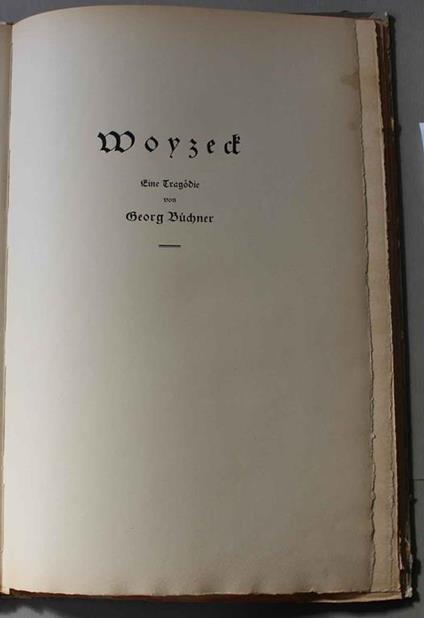 Woyzeck
Eine Tragödie
von
Georg Büchner